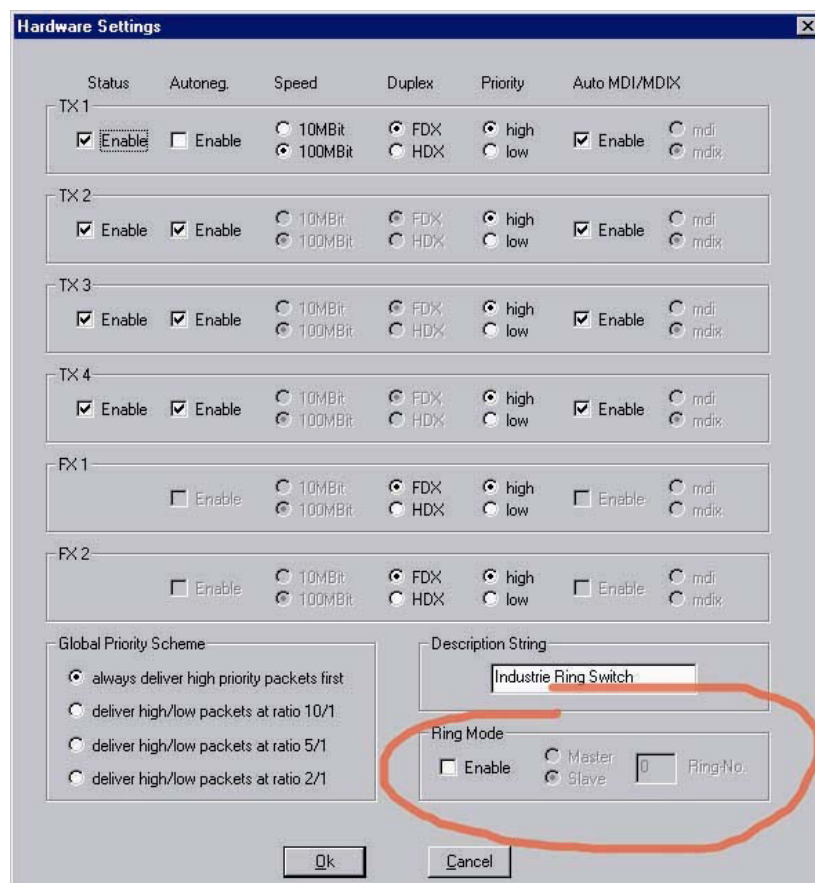 Hardware Settings
Status Autoneg. Speed Duplex Priority Auto MDI/MDIX
TX 1
Enable Enable 10MBit FDX high Enable mdi
100MBit HDX low mdix
TX 2
Enable Enable 10MBit FDX high Enable mdi
100MBit HDX low mdix
TX 3
Enable Enable 10MBit FDX high Enable mdi
100MBit HDX low mdix
TX 4
Enable Enable 10MBit FDX high Enable mdi
100MBit HDX low mdix
FX 1
Enable 10MBit FDX high Enable mdi
100MBit HDX low mdix
FX 2
Enable 10MBit FDX high Enable mdi
100MBit HDX low mdix
Global Priority Scheme
always deliver high priority packets first
deliver high/low packets at ratio 10/1
deliver high/low packets at ratio 5/1
deliver high/low packets at ratio 2/1
Description String
Industrie Ring Switch
Ring Mode
Enable Master 0 Ring-No.
Slave
Ok Cancel